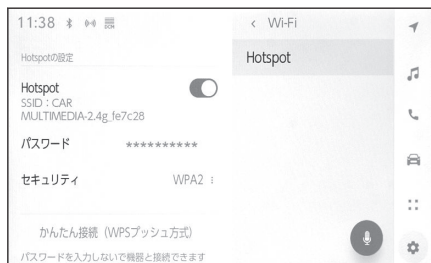 11:38
DCM
< Wi-Fi
Hotspotの設定
Hotspot
SSID：CAR
MULTIMEDIA-2.4g_fe7c28
パスワード **********
セキュリティ WPA2
かんたん接続（WPSプッシュ方式）
パスワードを入力しないで機器と接続できます
Hotspot